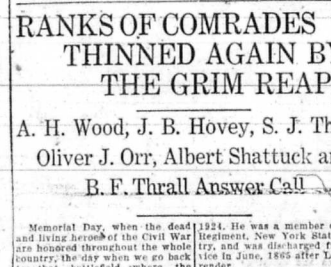 RANKS OF COMRADES
THINNED AGAIN B
THE GRIM REAP
A. H. Wood, J. B. Hovey, S. J. Th
Oliver J. Orr, Albert Shattuck a
B. F. Thrall Answer Call
Memorial Day, when the dead
and living heroes of the Civil War
are honored throughout the whole
country, the day when we go back
1924. He was a member
Regiment, New York Stat
try, and was discharged
vice in June, 1865 after